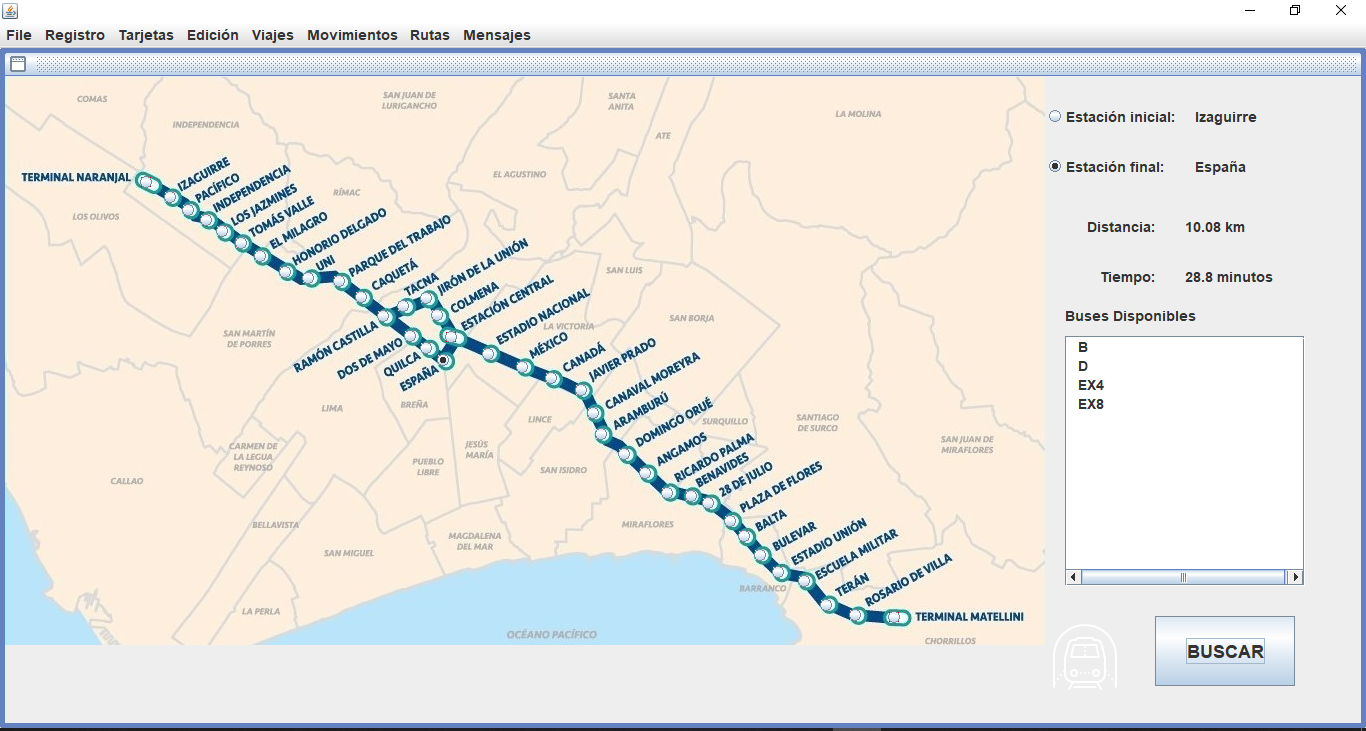 File Registro Tarjetas Edición Viajes Movimientos Rutas Mensajes
COMAS
INDEPENDENCIA
SAN JUAN DE
LURIGANCHO
SANTA
ANITA
LA MOLINA
ATE
EL AGUSTINO
RÍMAC
LOS OLIVOS
TERMINAL NARANJAL
IZAGUIRRE
PACÍFICO
INDEPENDENCIA
LOS JAZMINES
TOMÁS VALLE
EL MILAGRO
HONORIO DELGADO
UNI
PARQUE DEL TRABAJO
CAQUETÁ
TACNA
JIRÓN DE LA UNIÓN
COLMENA
ESTACIÓN CENTRAL
RAMÓN CASTILLA
DOS DE MAYO
QUILCA
ESPAÑA
ESTADIO NACIONAL
MÉXICO
CANADÁ
JAVIER PRADO
CANAVAL MOREYRA
ARAMBURÚ
DOMINGO ORUÉ
ANGAMOS
RICARDO PALMA
BENAVIDES
28 DE JULIO
PLAZA DE FLORES
BALTA
BULEVAR
ESTADIO UNIÓN
ESCUELA MILITAR
TERÁN
ROSARIO DE VILLA
TERMINAL MATELLINI
SAN LUIS
LA VICTORIA
SAN BORJA
SAN MARTÍN
DE PORRES
LIMA
BREÑA
LINCE
SURQUILLO
SANTIAGO
DE SURCO
SAN JUAN DE
MIRAFLORES
CARMEN DE
LA LEGUA
REYNOSO
JESÚS
MARÍA
PUEBLO
LIBRE
SAN ISIDRO
CALLAO
BELLAVISTA
MIRAFLORES
MAGDALENA
DEL MAR
SAN MIGUEL
BARRANCO
LA PERLA
OCÉANO PACÍFICO
CHORRILLOS
Estación inicial: Izaguirre
Estación final: España
Distancia: 10.08 km
Tiempo: 28.8 minutos
Buses Disponibles
B
D
EX4
EX8
BUSCAR